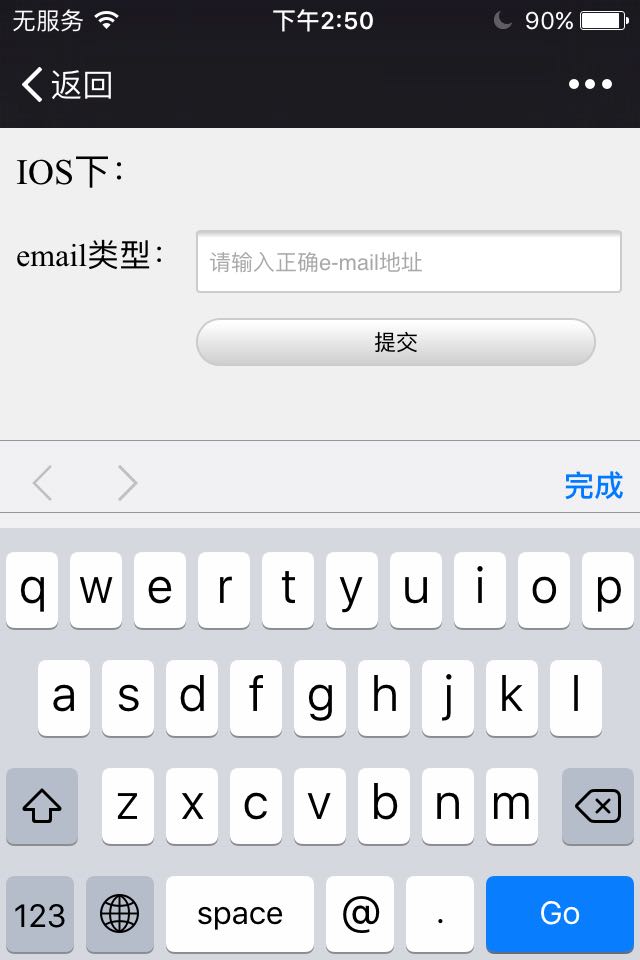 无服务 下午2:50 90%
返回
IOS下：
email类型： 请输入正确e-mail地址
提交
完成
q w e r t y u i o p
a s d f g h j k l
z x c v b n m
123 space @ . Go